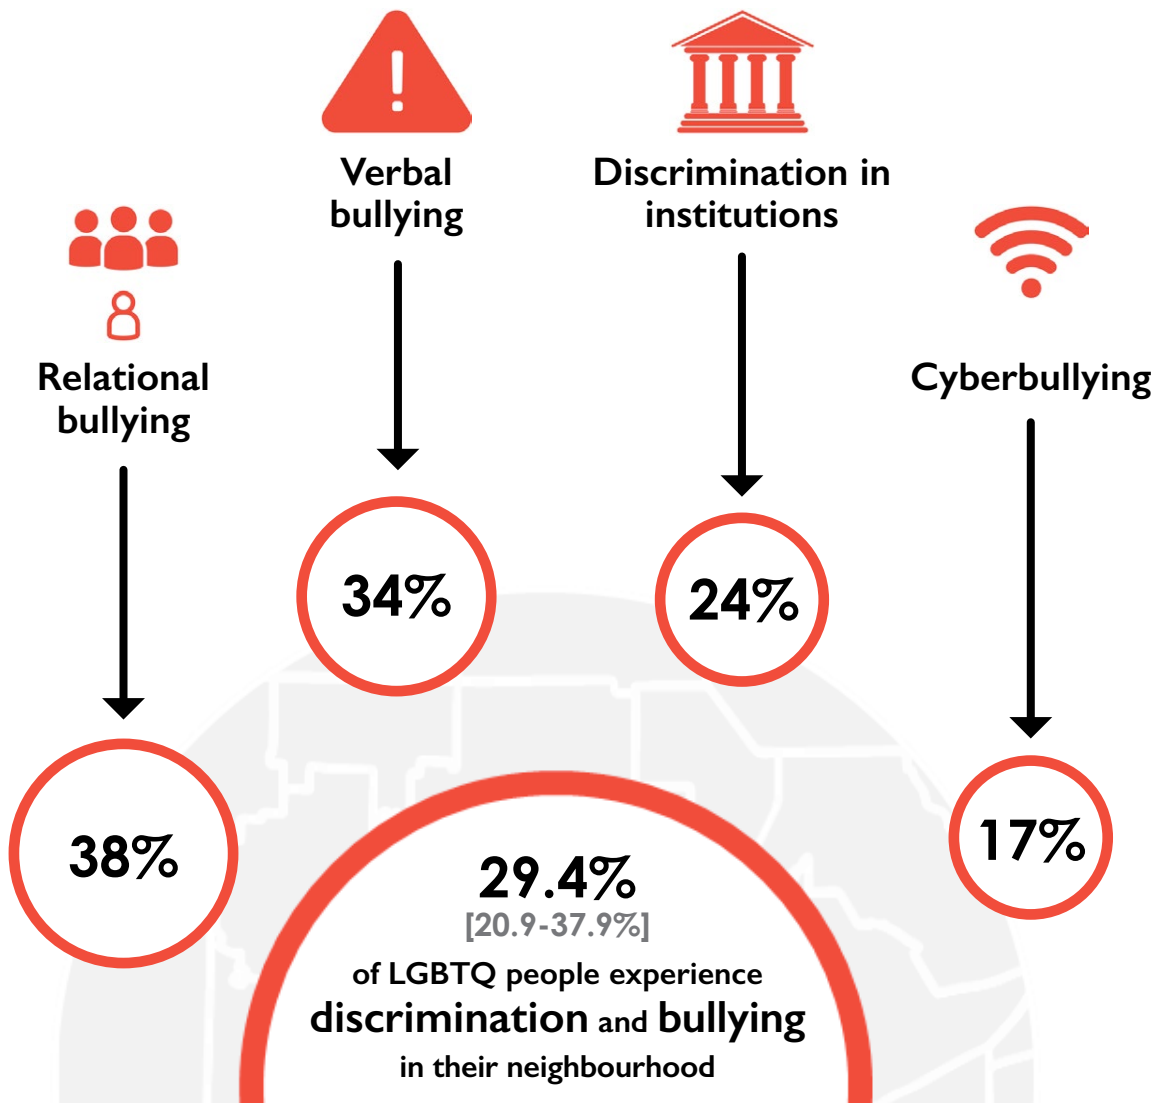 Verbal
bullying
Discrimination in
institutions
Relational
bullying
Cyberbullying
34%
24%
38%
17%
29.4%
[20.9-37.9%]
of LGBTQ people experience
discrimination and bullying
in their neighbourhood